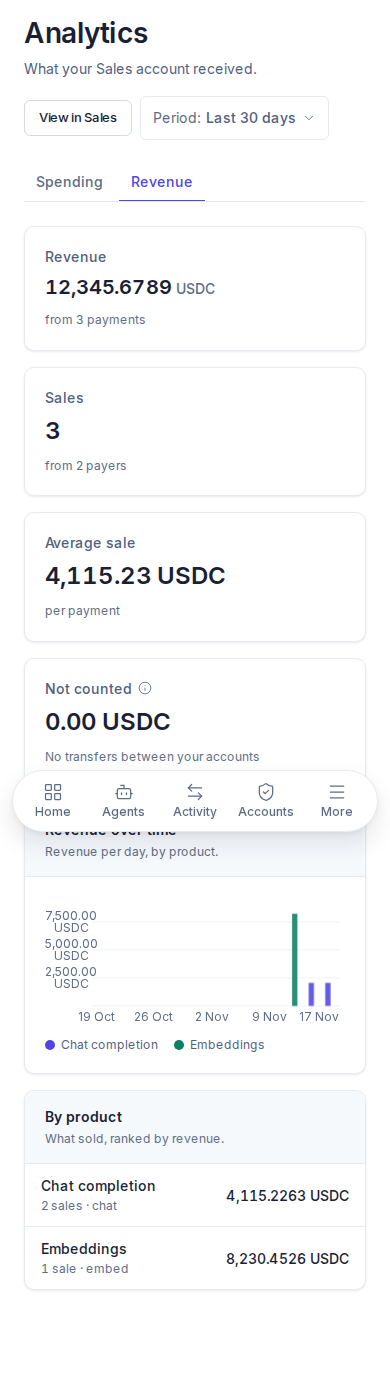 Analytics
What your Sales account received.
View in Sales
Period: Last 30 days
Spending Revenue
Revenue
12,345.6789 USDC
from 3 payments
Sales
3
from 2 payers
Average sale
4,115.23 USDC
per payment
Not counted
0.00 USDC
No transfers between your accounts
Home Agents Activity Accounts More
Revenue over time
Revenue per day, by product.
7,500.00
USDC
5,000.00
USDC
2,500.00
USDC
19 Oct 26 Oct 2 Nov 9 Nov 17 Nov
Chat completion Embeddings
By product
What sold, ranked by revenue.
Chat completion
2 sales · chat
4,115.2263 USDC
Embeddings
1 sale · embed
8,230.4526 USDC